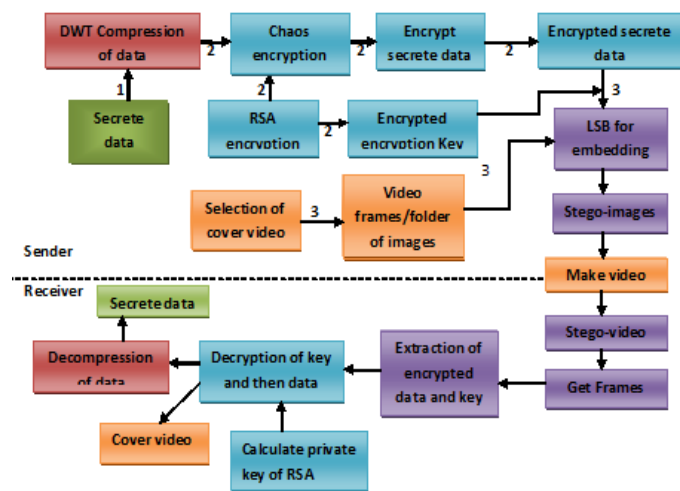 DWT Compression
of data
2
Chaos
encryption
2
Encrypt
secrete data
2
Encrypted secrete
data
1
2
3
Secrete
data
RSA
encryption
2
Encrypted
encryption Key
LSB for
embedding
3
Selection of
cover video
3
Video
frames/folder
of images
Stego-images
Sender
Make video
Receiver
Secrete data
Stego-video
Decompression
of data
Decryption of key
and then data
Extraction of
encrypted
data and key
Get Frames
Cover video
Calculate private
key of RSA